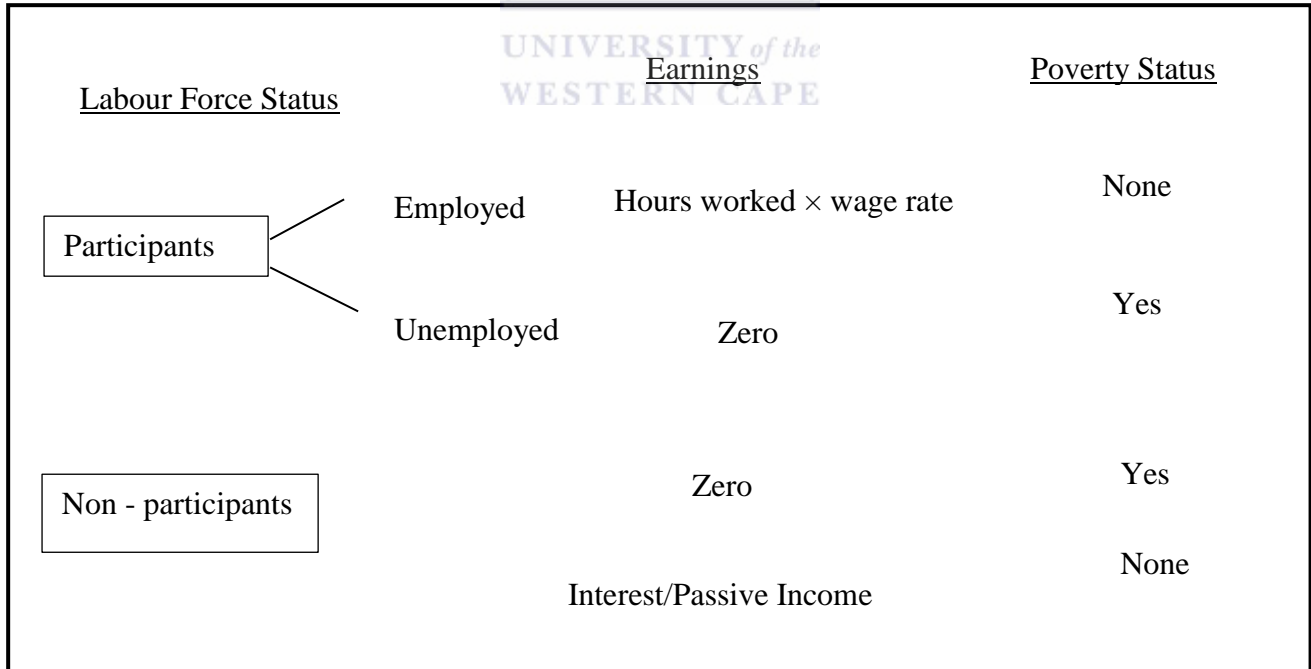 UNIVERSITY of the
WESTERN CAPE
Labour Force Status
Earnings
Poverty Status
Participants
Employed
Hours worked × wage rate
None
Unemployed
Zero
Yes
Non - participants
Zero
Yes
Interest/Passive Income
None